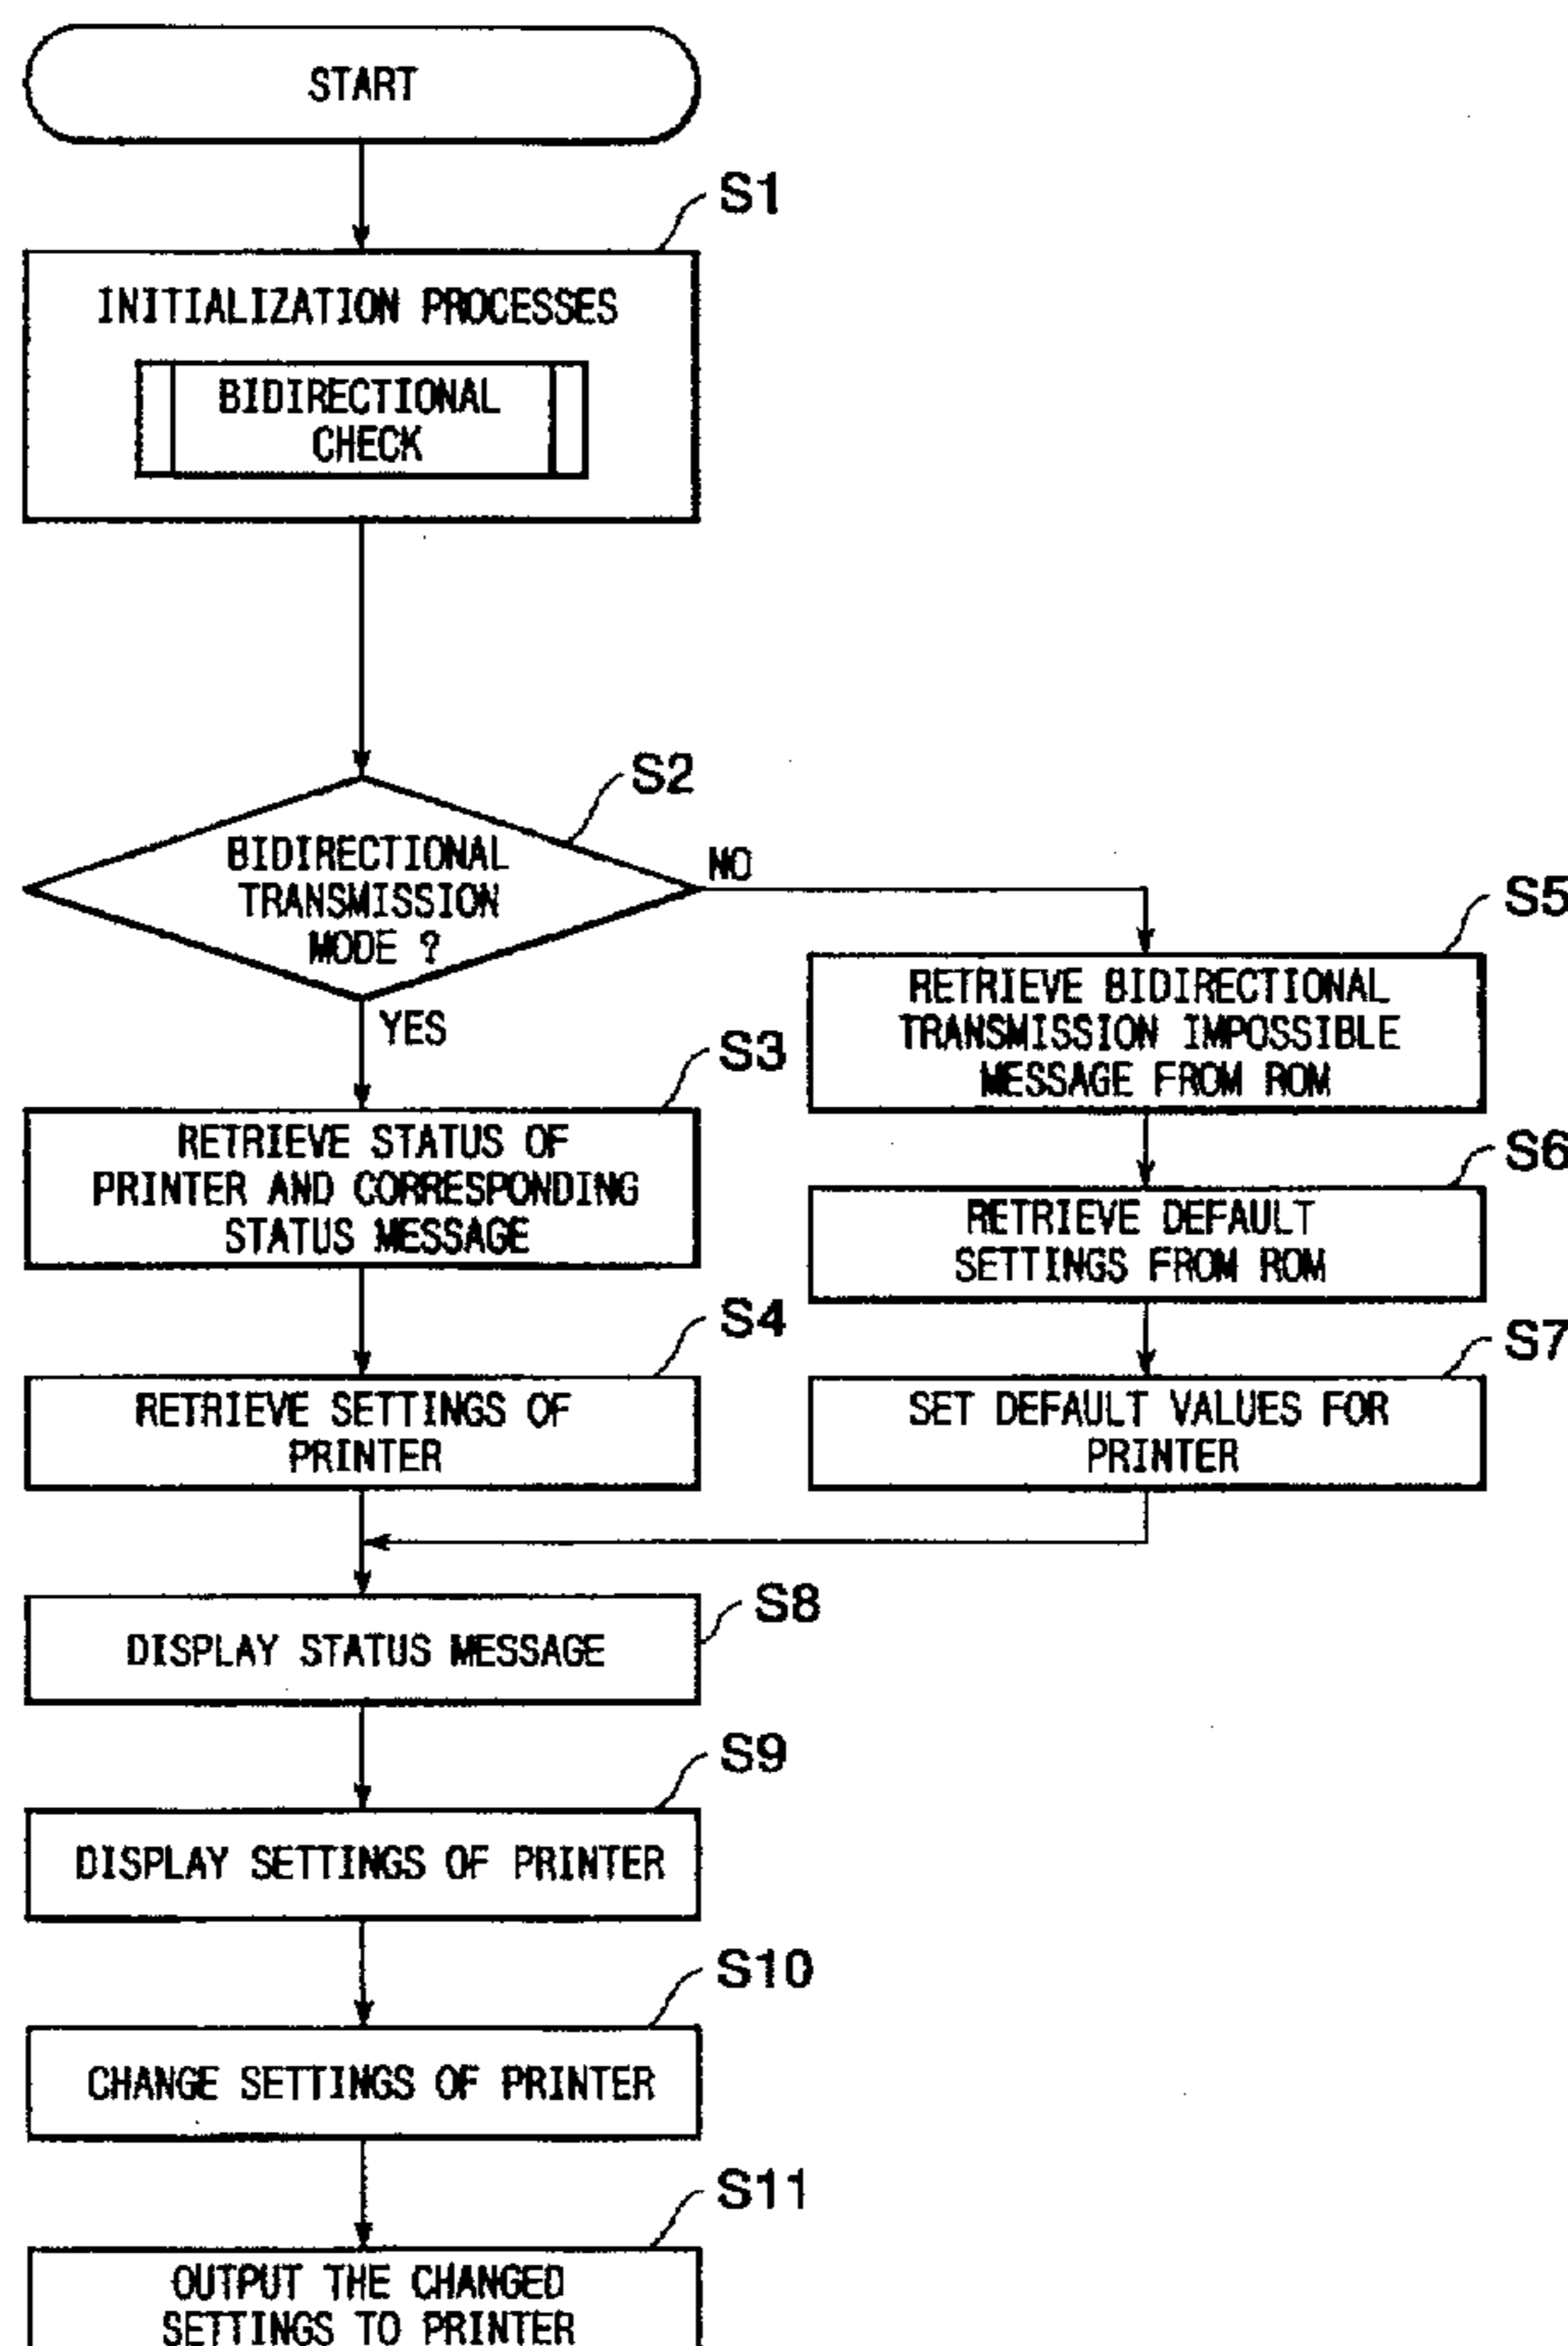 START
S1
INITIALIZATION PROCESSES
BIDIRECTIONAL
CHECK
S2
BIDIRECTIONAL
TRANSMISSION
MODE ?
NO
YES
S3
RETRIEVE STATUS OF
PRINTER AND CORRESPONDING
STATUS MESSAGE
S4
RETRIEVE SETTINGS OF
PRINTER
S5
RETRIEVE BIDIRECTIONAL
TRANSMISSION IMPOSSIBLE
MESSAGE FROM ROM
S6
RETRIEVE DEFAULT
SETTINGS FROM ROM
S7
SET DEFAULT VALUES FOR
PRINTER
S8
DISPLAY STATUS MESSAGE
S9
DISPLAY SETTINGS OF PRINTER
S10
CHANGE SETTINGS OF PRINTER
S11
OUTPUT THE CHANGED
SETTINGS TO PRINTER